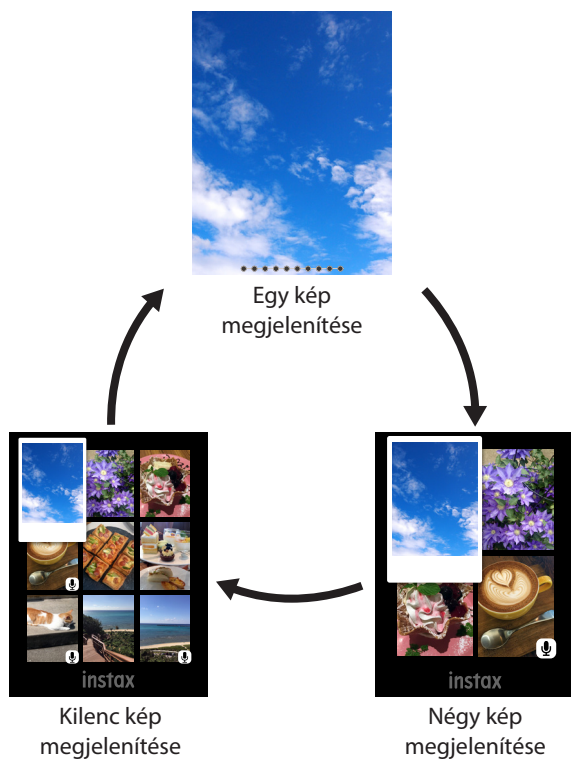 Egy kép
megjelenítése
instax
Kilenc kép
megjelenítése
instax
Négy kép
megjelenítése